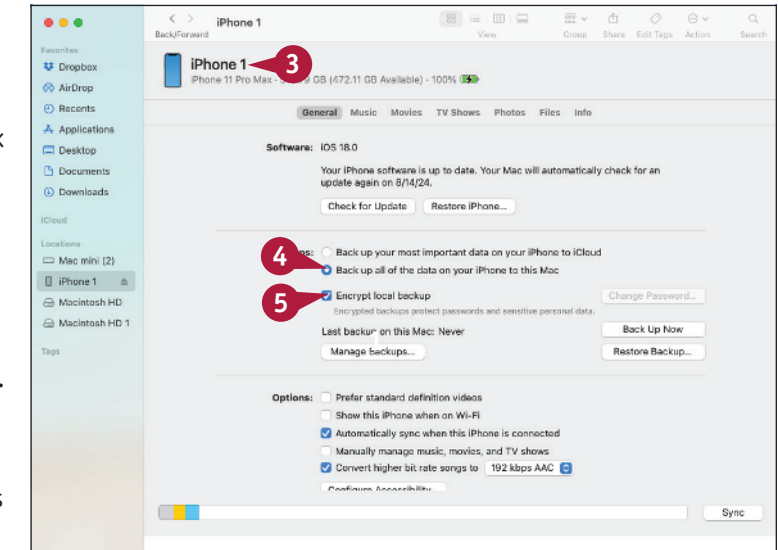 iPhone 1
Back/Forward
View
Group
Share
Edit Tags
Action
Search
Favorites
Dropbox
AirDrop
Recents
Applications
Desktop
Documents
Downloads
iCloud
Locations
Mac mini (2)
iPhone 1
Macintosh HD
Macintosh HD 1
Tags
iPhone 1
3
iPhone 11 Pro Max - GB (472.11 GB Available) - 100%
General Music Movies TV Shows Photos Files Info
Software: iOS 18.0
Your iPhone software is up to date. Your Mac will automatically check for an
update again on 8/14/24.
Check for Update Restore iPhone...
4
Back up your most important data on your iPhone to iCloud
Back up all of the data on your iPhone to this Mac
5
Encrypt local backup
Change Password...
Encrypted backups protect passwords and sensitive personal data.
Last backup on this Mac: Never
Back Up Now
Manage Backups...
Restore Backup...
Options: Prefer standard definition videos
Show this iPhone when on Wi-Fi
Automatically sync when this iPhone is connected
Manually manage music, movies, and TV shows
Convert higher bit rate songs to 192 kbps AAC
Configure Accessibility...
Sync